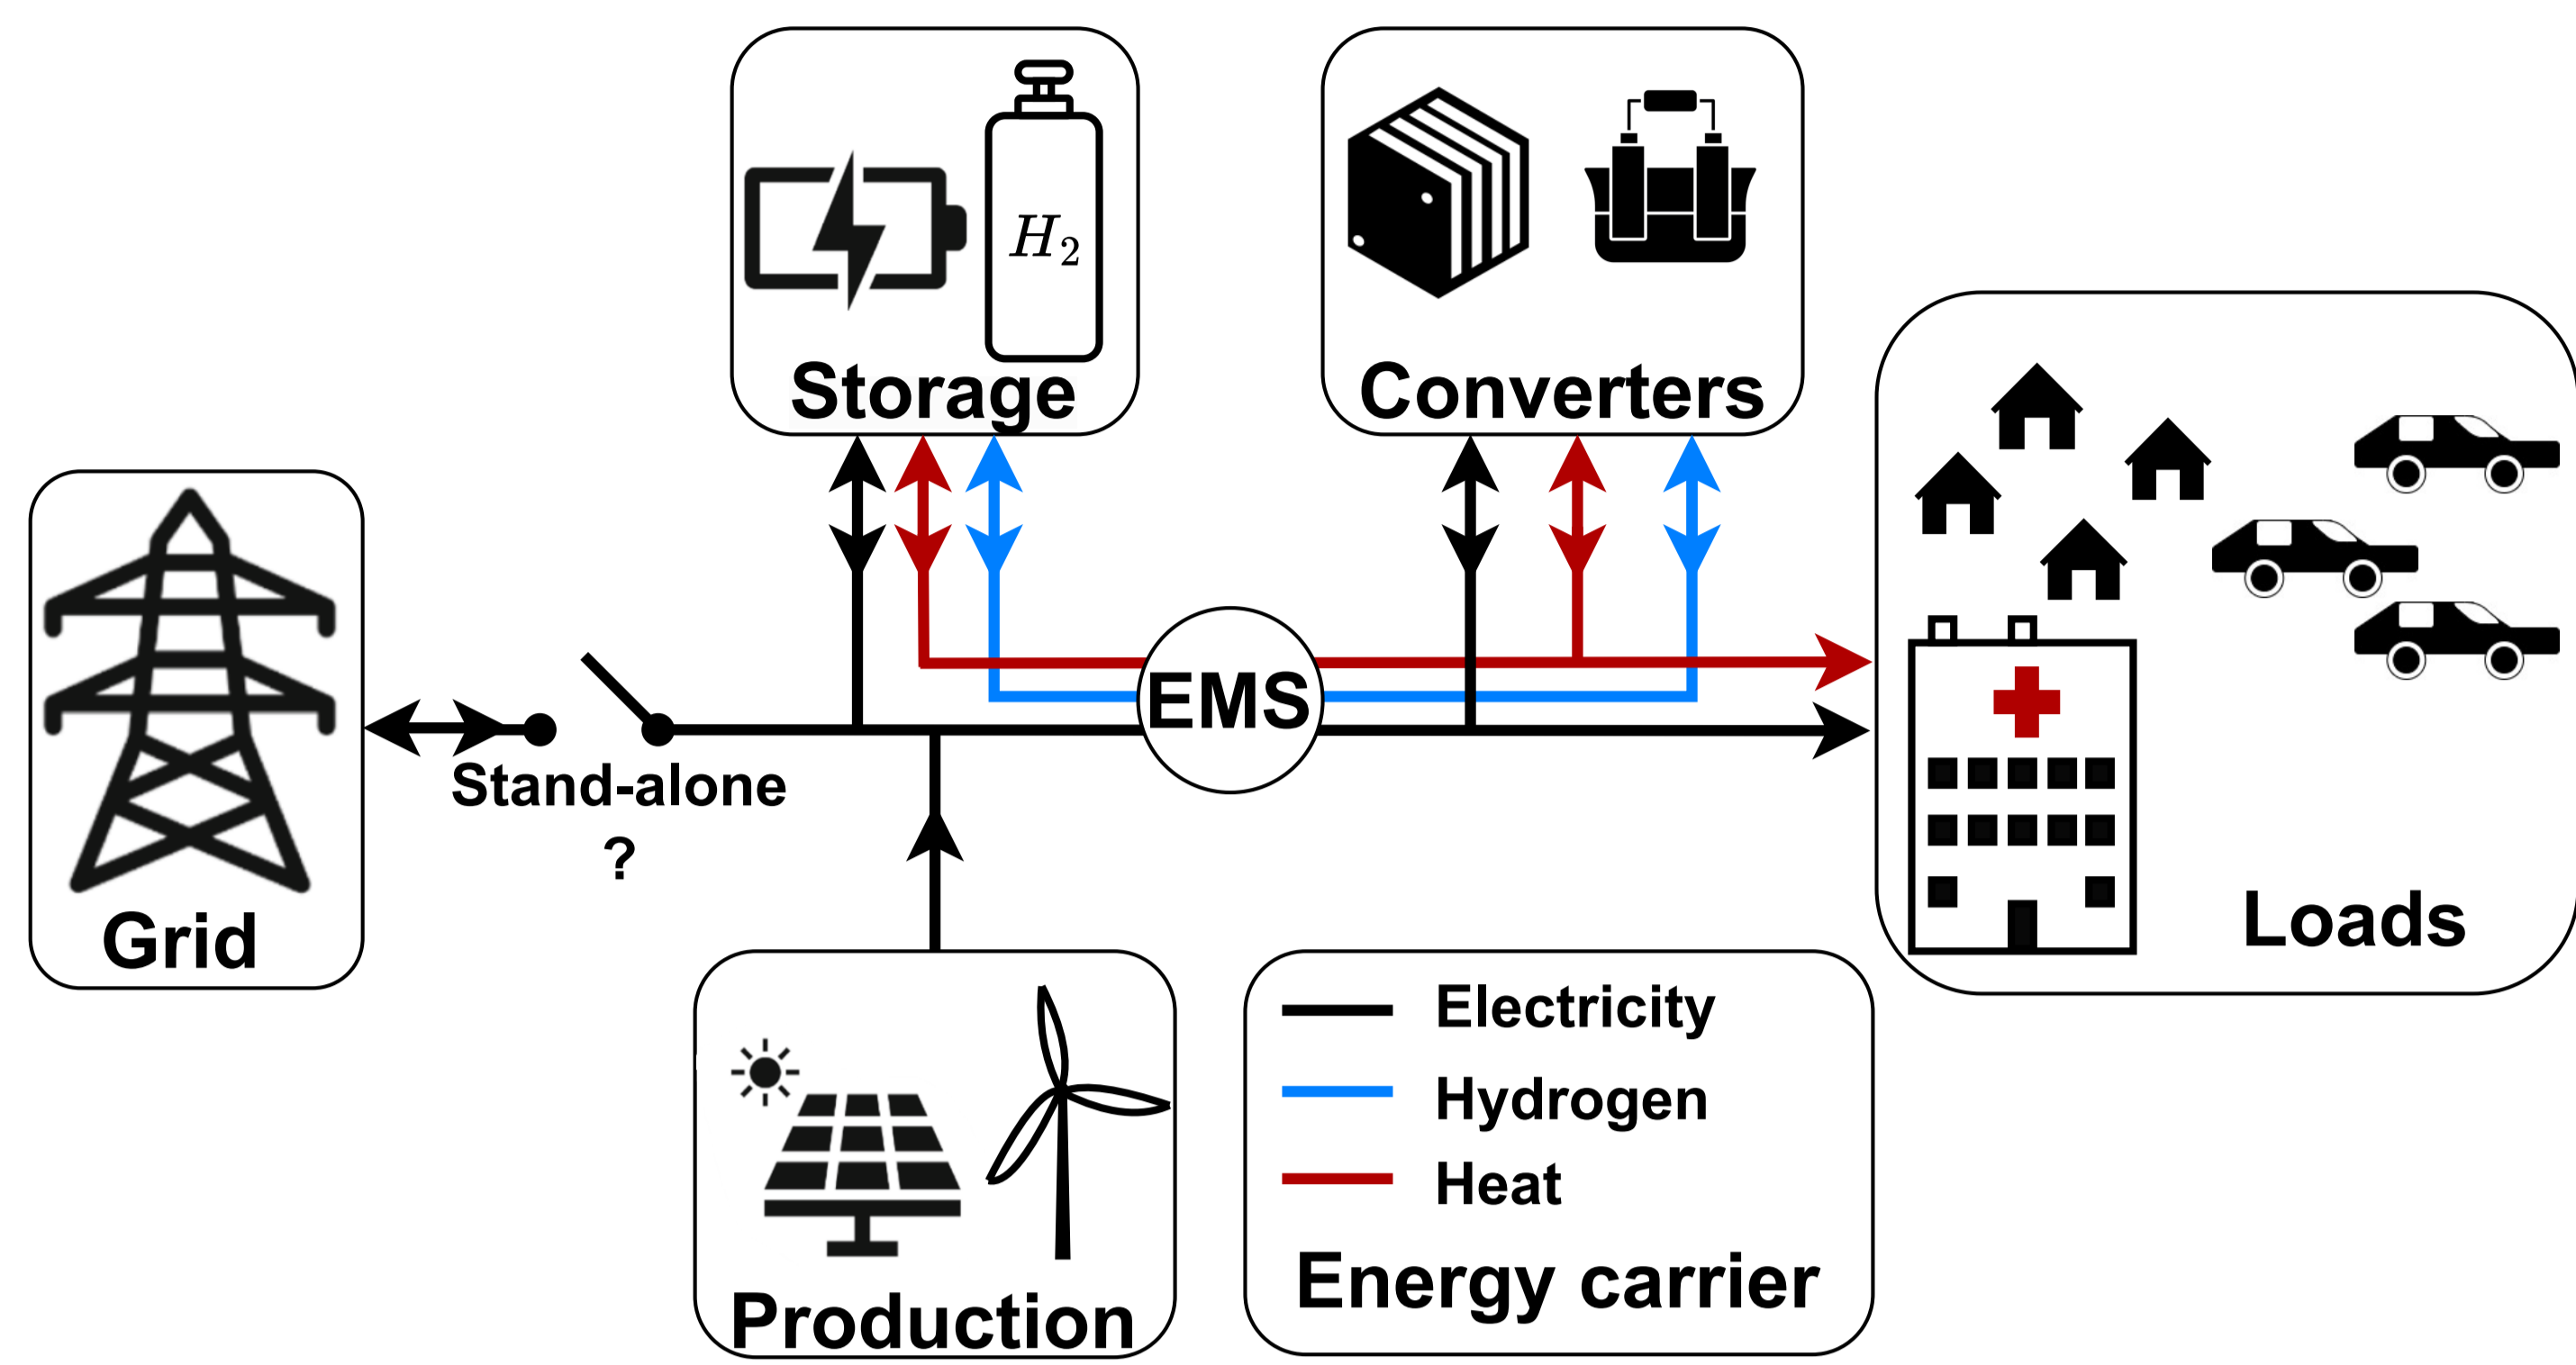 H2
Storage
Converters
EMS
Stand-alone
?
Grid
Loads
Production
Electricity
Hydrogen
Heat
Energy carrier